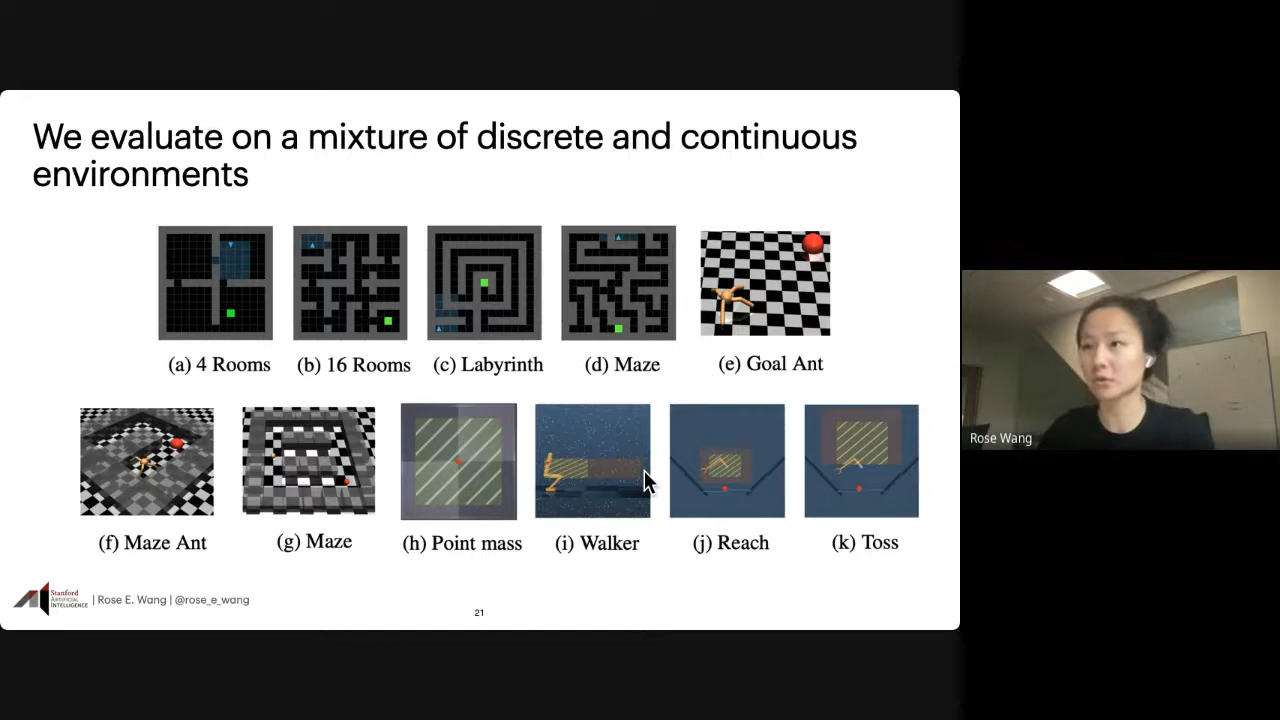 We evaluate on a mixture of discrete and continuous
environments
(a) 4 Rooms
(b) 16 Rooms
(c) Labyrinth
(d) Maze
(e) Goal Ant
(f) Maze Ant
(g) Maze
(h) Point mass
(i) Walker
(j) Reach
(k) Toss
Stanford
ARTIFICIAL
INTELLIGENCE
| Rose E. Wang | @rose_e_wang
21
Rose Wang